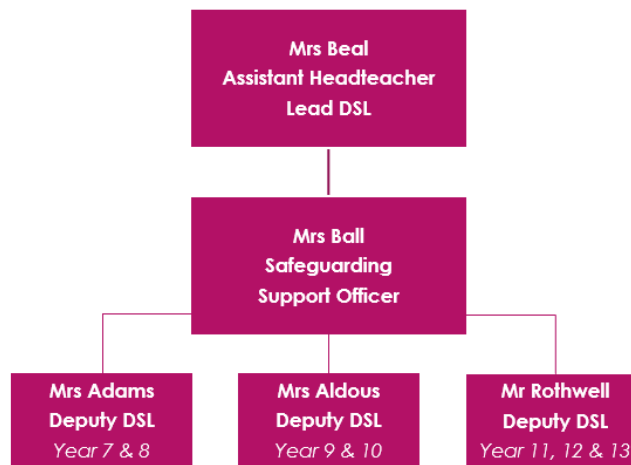 Mrs Beal
Assistant Headteacher
Lead DSL
Mrs Ball
Safeguarding
Support Officer
Mrs Adams
Deputy DSL
Year 7 & 8
Mrs Aldous
Deputy DSL
Year 9 & 10
Mr Rothwell
Deputy DSL
Year 11, 12 & 13